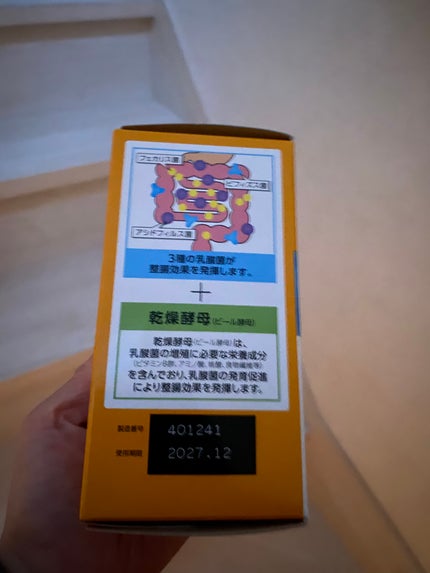 フェカリス菌
ビフィズス菌
アシドフィルス菌
3種の乳酸菌が
整腸効果を発揮します。
+
乾燥酵母(ビール酵母)
乾燥酵母(ビール酵母)は、
乳酸菌の増殖に必要な栄養成分
(ビタミンB群、アミノ酸、核酸、食物繊維等)
を含んでおり、乳酸菌の発育促進
により整腸効果を発揮します。
製造番号 401241
使用期限 2027.12